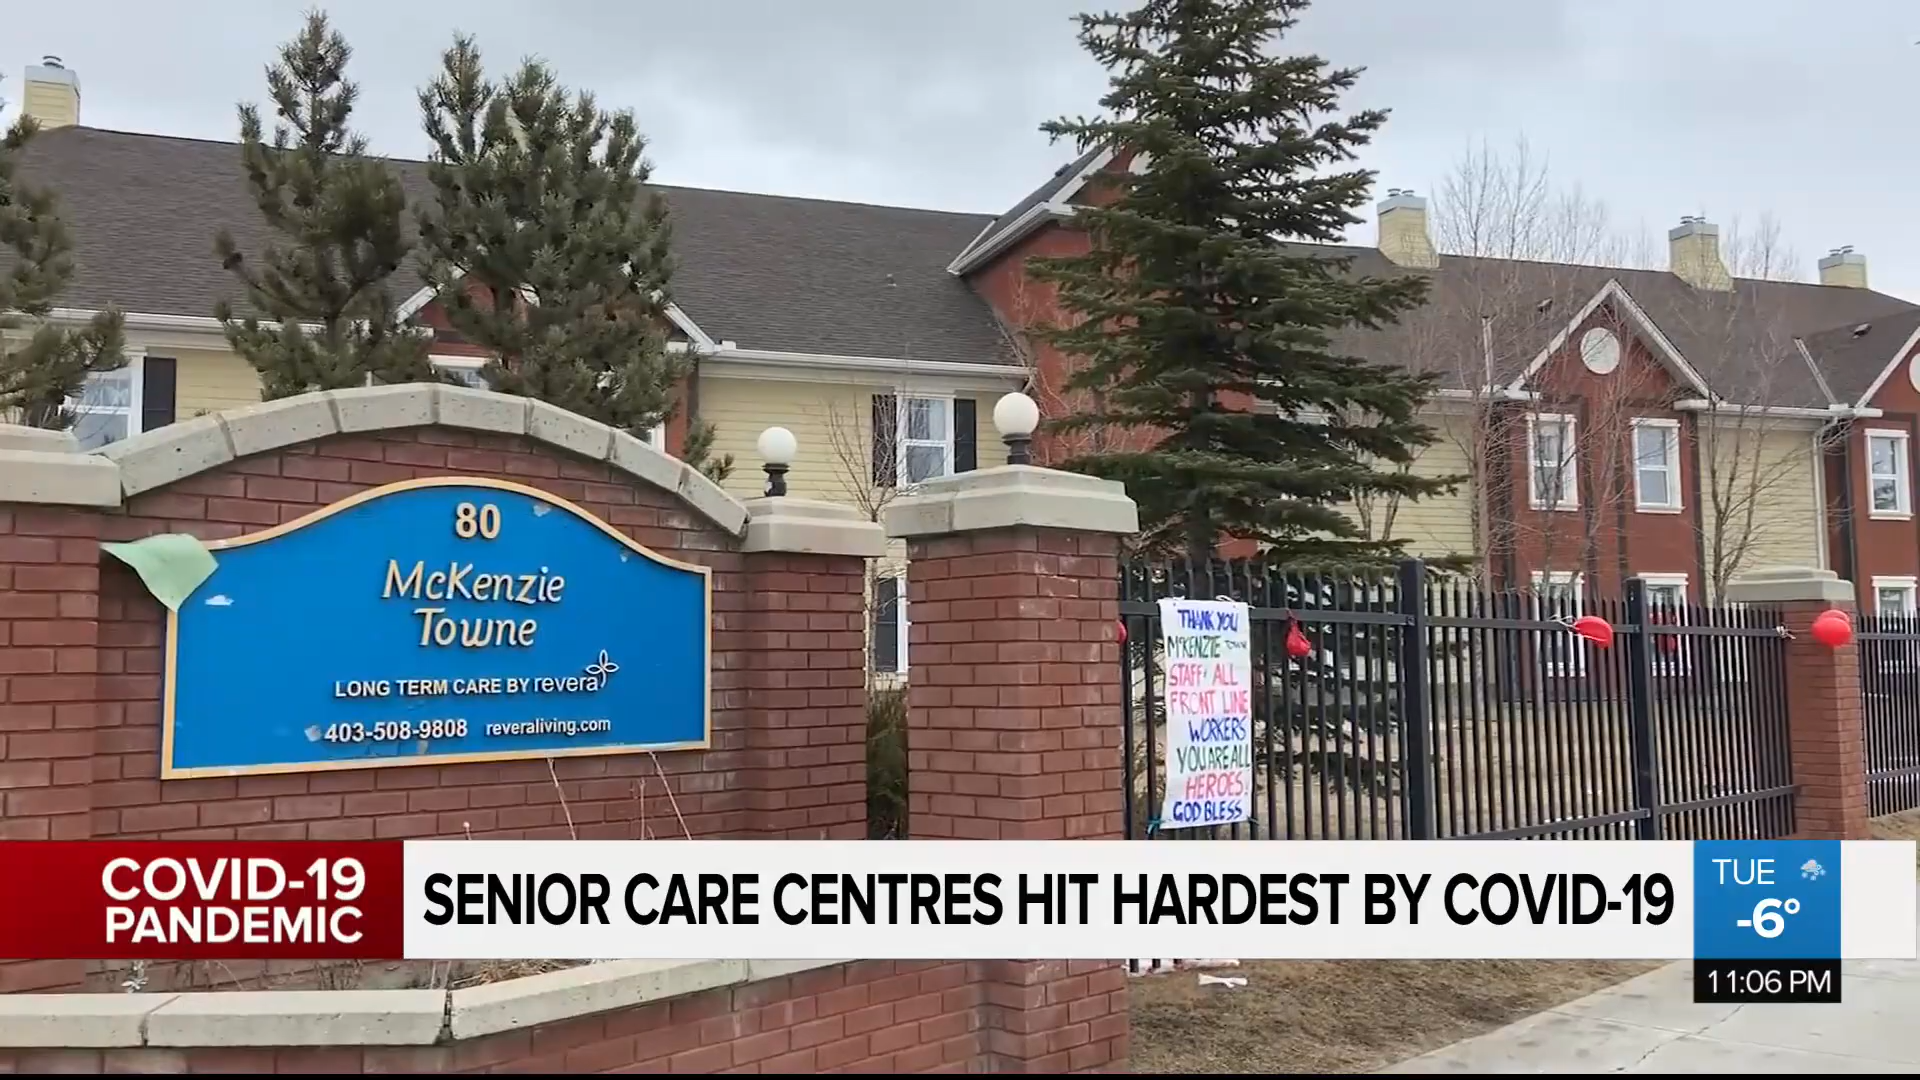 80
McKenzie
Towne
LONG TERM CARE BY revera
403-508-9808 reveraliving.com
THANK YOU
MCKENZIE TOWN
STAFF + ALL
FRONT LINE
WORKERS
YOU ARE ALL
HEROES!
GOD BLESS
COVID-19
PANDEMIC
SENIOR CARE CENTRES HIT HARDEST BY COVID-19
TUE
-6°
11:06 PM